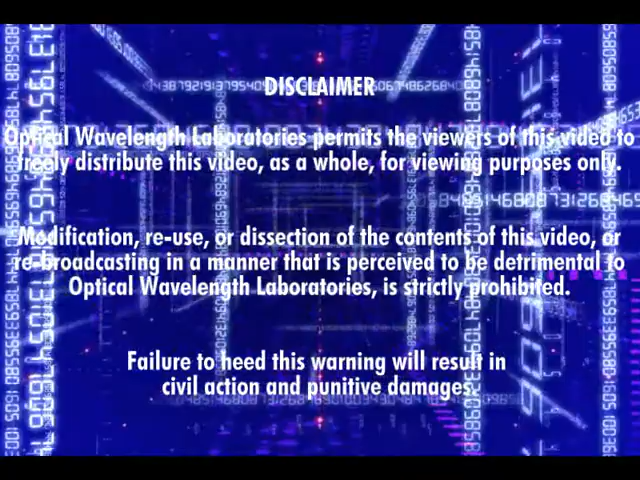 DISCLAIMER
Optical Wavelength Laboratories permits the viewers of this video to
freely distribute this video, as a whole, for viewing purposes only.
Modification, re-use, or dissection of the contents of this video, or
re-broadcasting in a manner that is perceived to be detrimental to
Optical Wavelength Laboratories, is strictly prohibited.
Failure to heed this warning will result in
civil action and punitive damages.